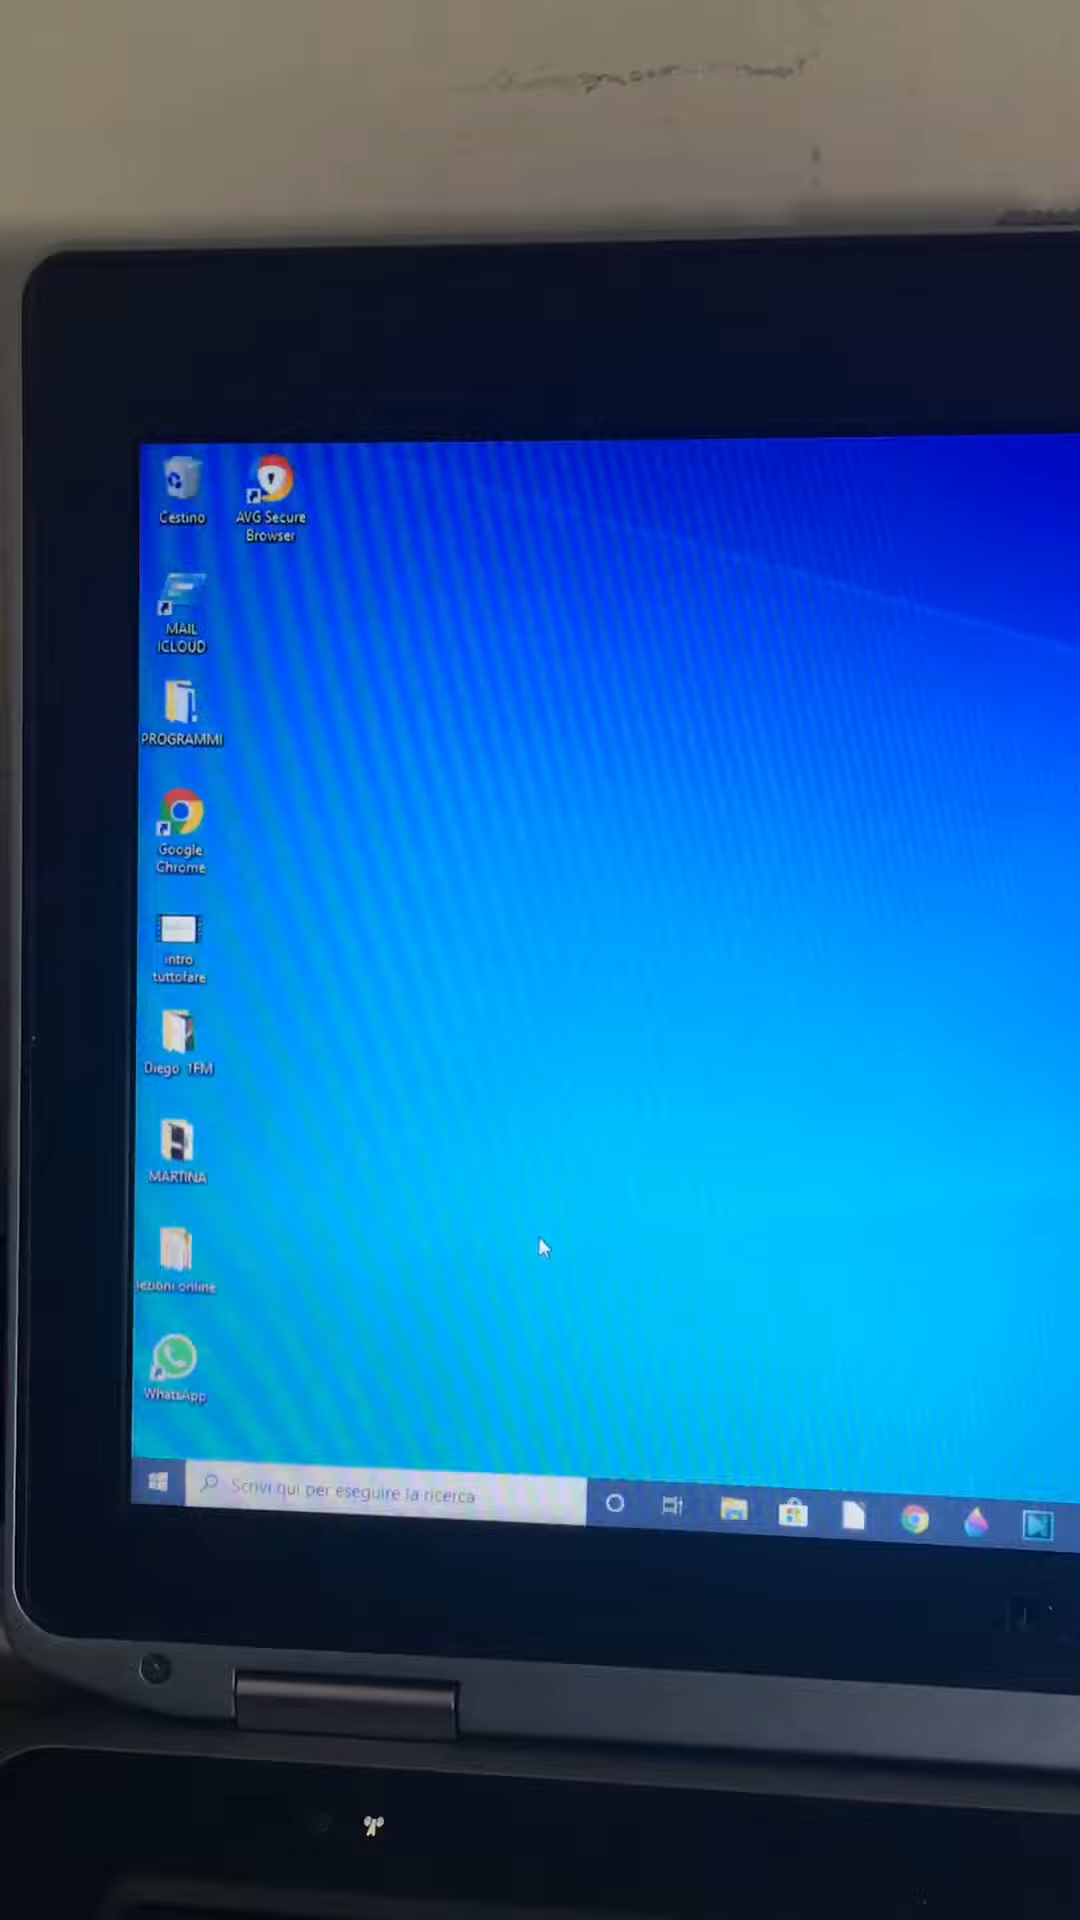 Cestino
AVG Secure
Browser
MAIL
ICLOUD
PROGRAMMI
Google
Chrome
intro
tuttofare
Diego 1FM
MARTINA
lezioni online
WhatsApp
Scrivi qui per eseguire la ricerca